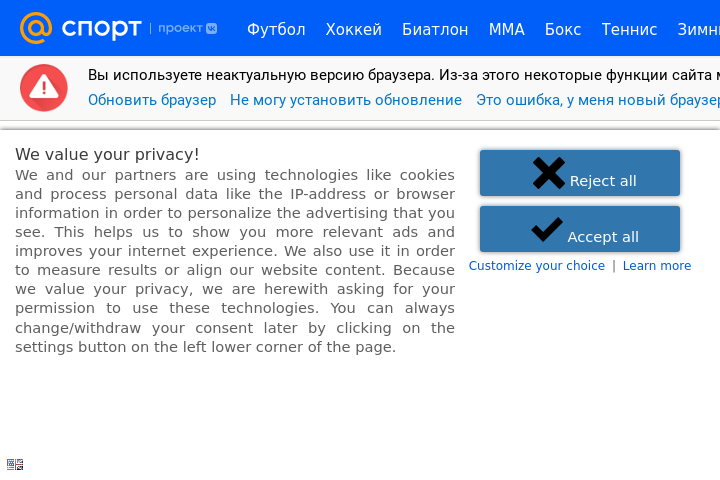 спорт проект
Футбол Хоккей Биатлон ММА Бокс Теннис
Вы используете неактуальную версию браузера. Из-за этого некоторые функции сайта
Обновить браузер Не могу установить обновление Это ошибка, у меня новый браузер
We value your privacy!
We and our partners are using technologies like cookies
and process personal data like the IP-address or browser
information in order to personalize the advertising that you
see. This helps us to show you more relevant ads and
improves your internet experience. We also use it in order
to measure results or align our website content. Because
we value your privacy, we are herewith asking for your
permission to use these technologies. You can always
change/withdraw your consent later by clicking on the
settings button on the left lower corner of the page.
Reject all
Accept all
Customize your choice | Learn more